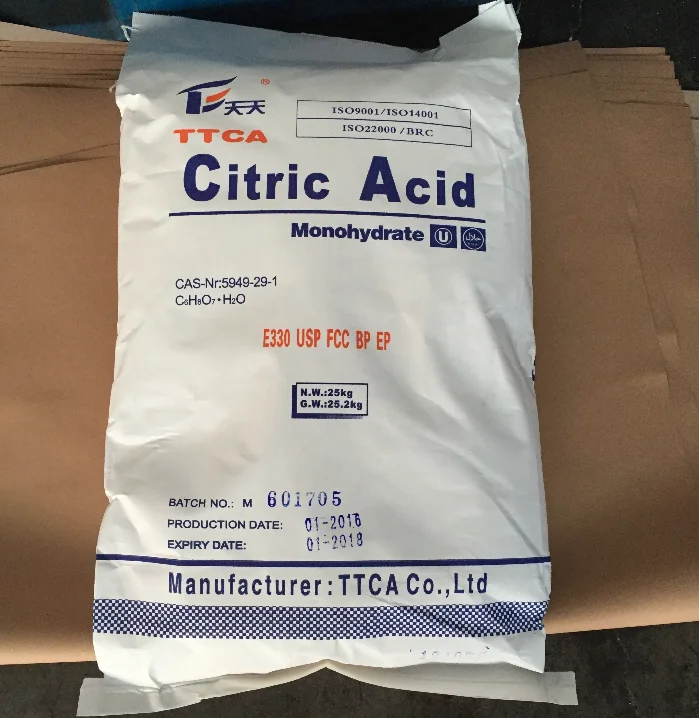 天天 ®
TTCA
ISO9001/ISO14001
ISO22000/BRC
Citric Acid
Monohydrate U حلال
CAS-Nr:5949-29-1
C₆H₈O₇•H₂O
E330 USP FCC BP EP
N.W.:25kg
G.W.:25.2kg
BATCH NO.: M 601705
PRODUCTION DATE: 01-2016
EXPIRY DATE: 01-2018
Manufacturer:TTCA Co.,Ltd